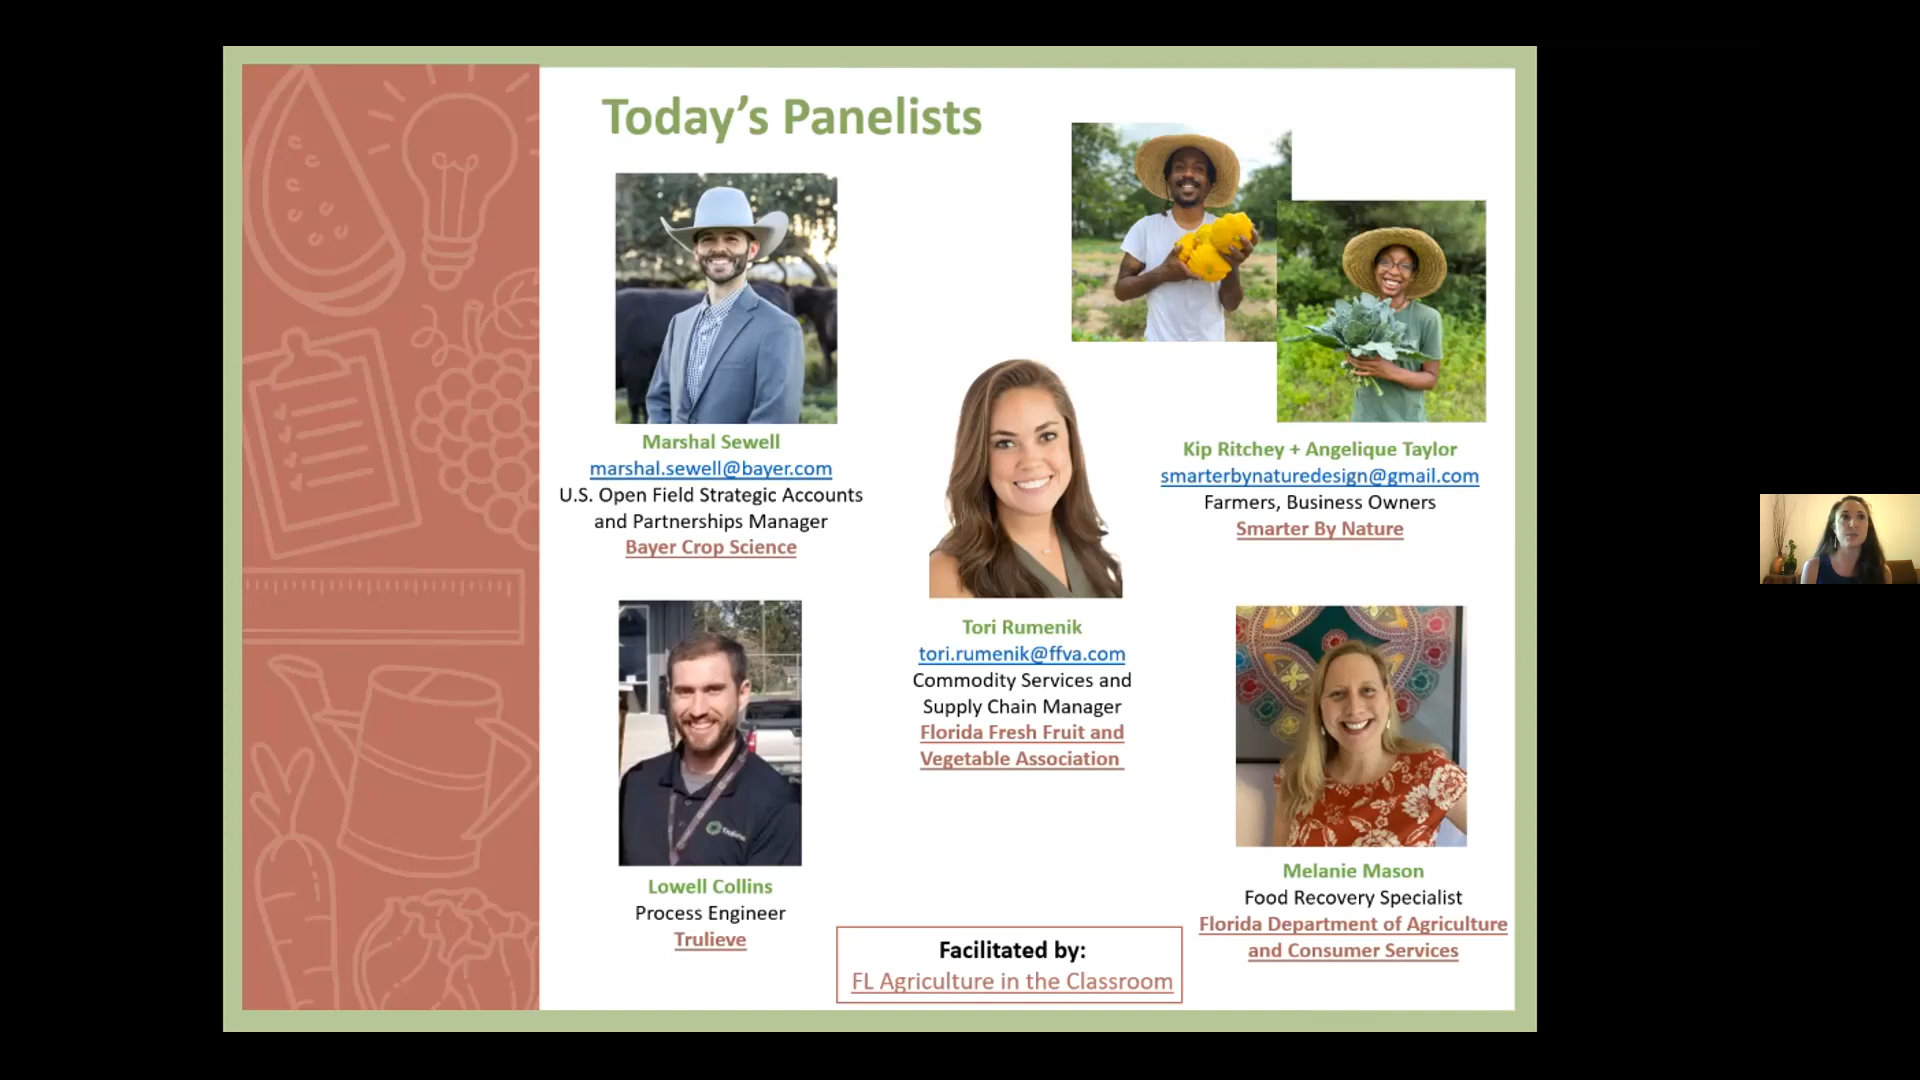 Today's Panelists
Marshal Sewell
marshal.sewell@bayer.com
U.S. Open Field Strategic Accounts
and Partnerships Manager
Bayer Crop Science
Kip Ritchey + Angelique Taylor
smarterbynaturedesign@gmail.com
Farmers, Business Owners
Smarter By Nature
Tori Rumenik
tori.rumenik@ffva.com
Commodity Services and
Supply Chain Manager
Florida Fresh Fruit and
Vegetable Association
Lowell Collins
Process Engineer
Trulieve
Melanie Mason
Food Recovery Specialist
Florida Department of Agriculture
and Consumer Services
Facilitated by:
FL Agriculture in the Classroom
Trulieve